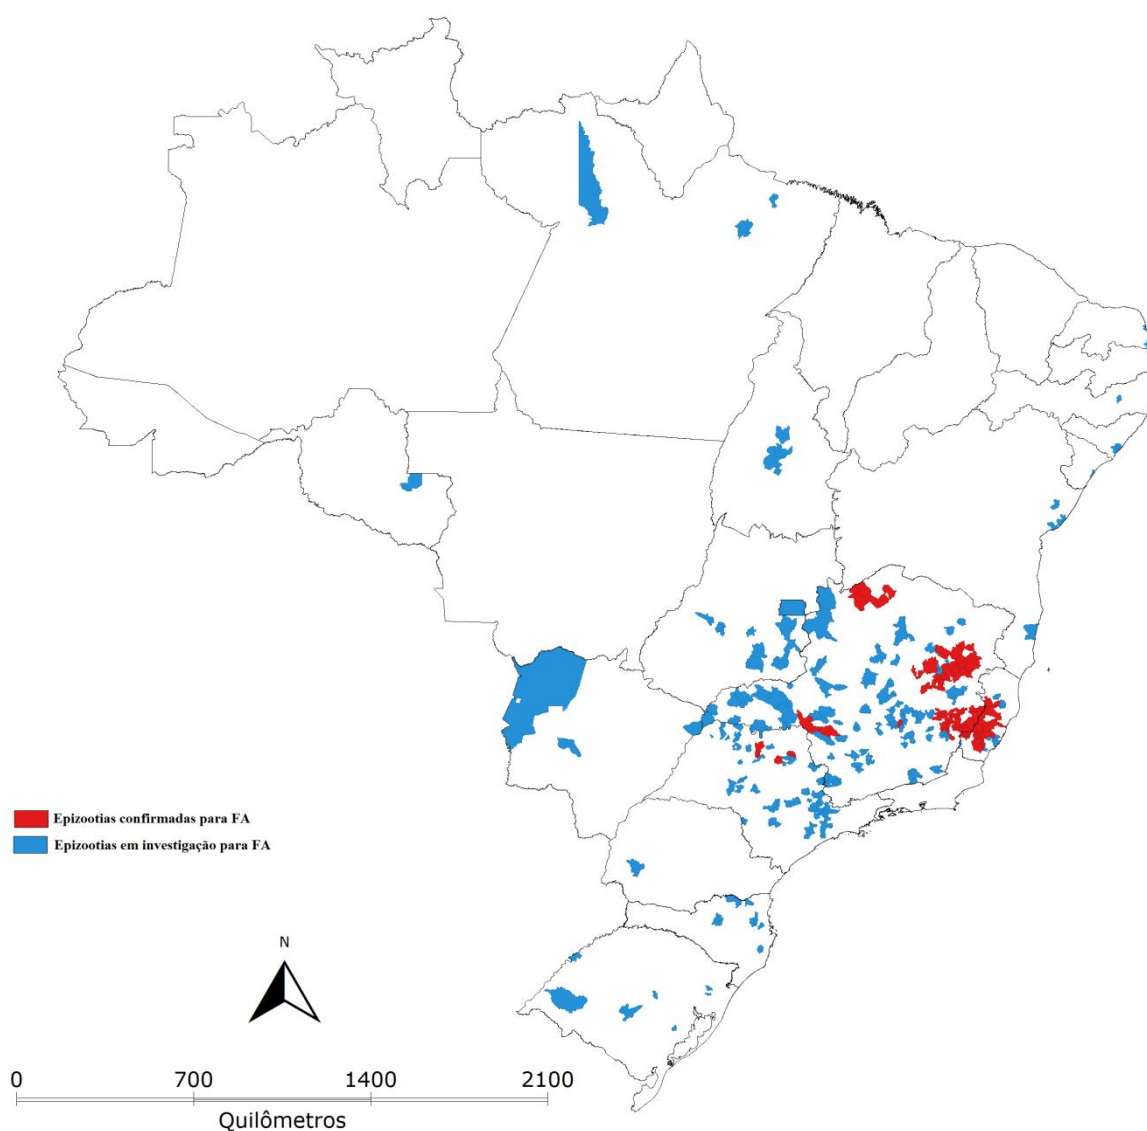 Epizootias confirmadas para FA
Epizootias em investigação para FA
N
0 700 1400 2100
Quilômetros